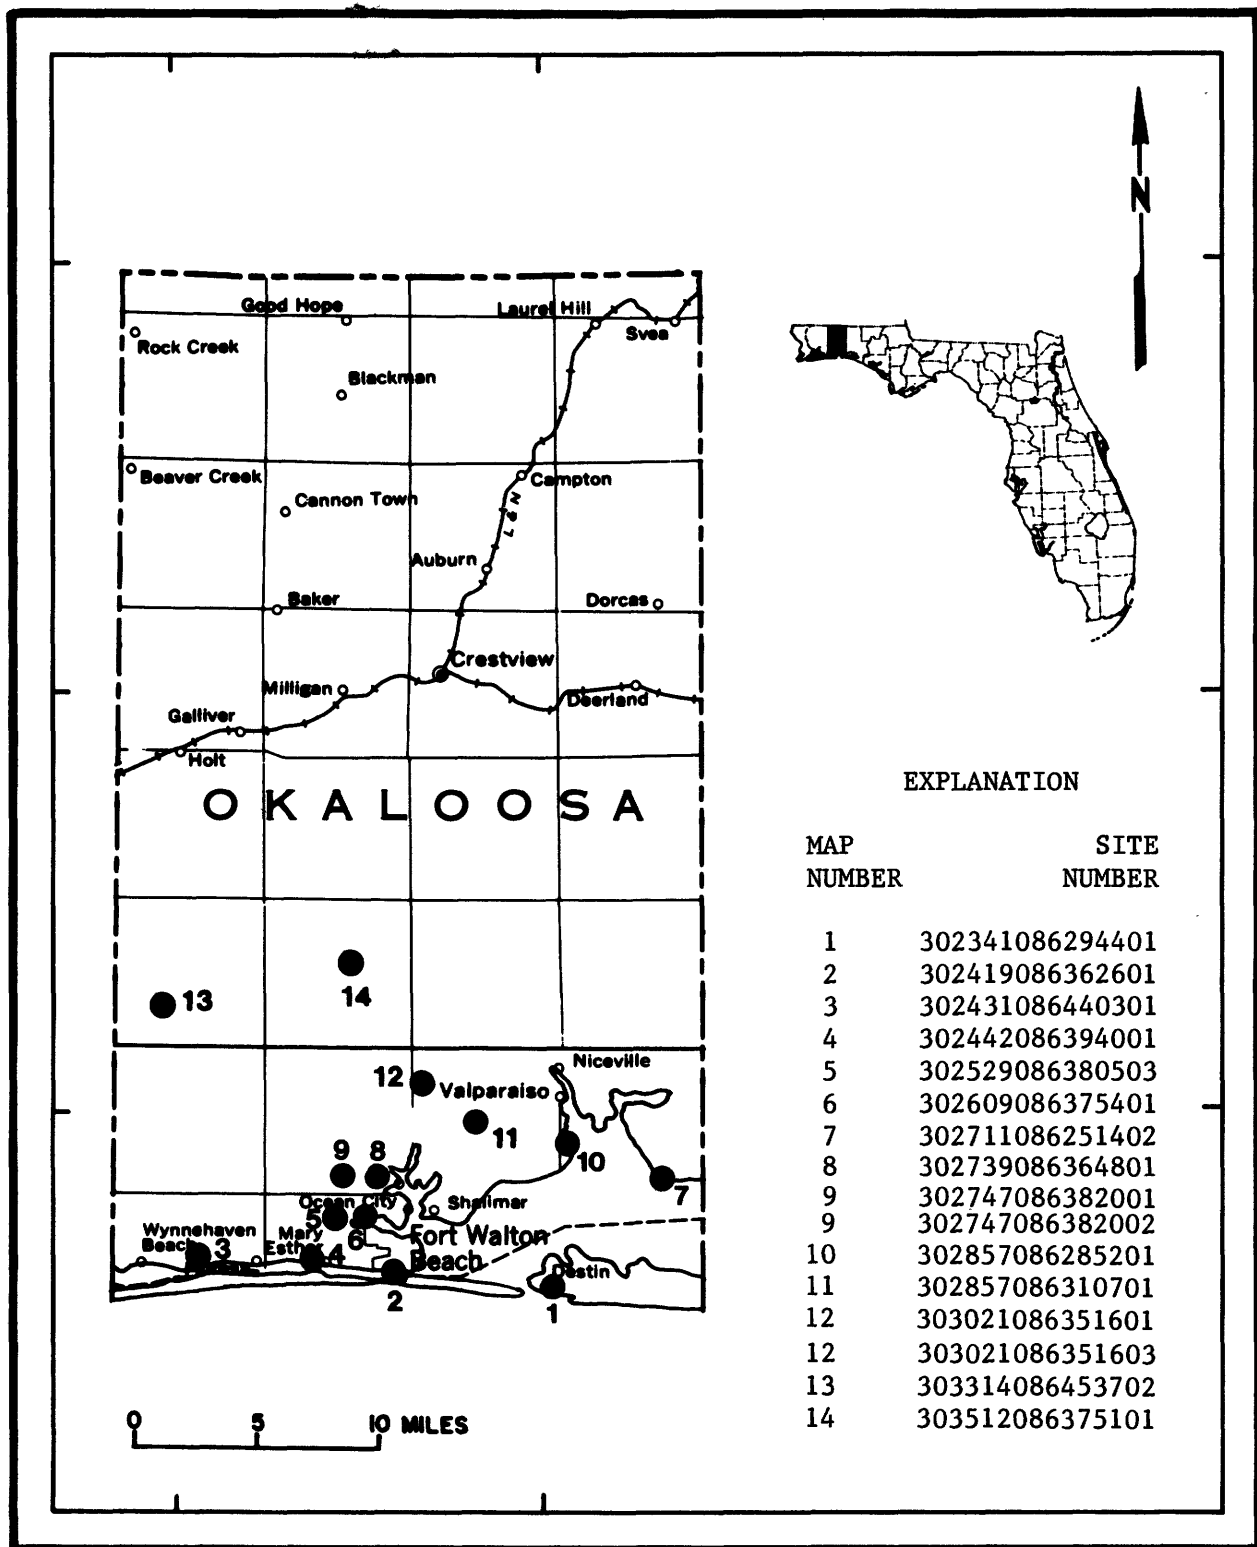 N
Good Hope
Laurel Hill
Svea
Rock Creek
Blackman
Beaver Creek
Campton
Cannon Town
L & N
Auburn
Baker
Dorcas
Crestview
Milligan
Deerland
Galliver
Holt
OKALOOSA
13
14
Niceville
12
Valparaiso
11
10
9
8
7
Ocean City
Shalimar
5
6
Wynnehaven
Beach
3
Mary
Esther
4
Fort Walton
Beach
Destin
2
1
0 5 10 MILES
EXPLANATION
MAP SITE
NUMBER NUMBER
1 302341086294401
2 302419086362601
3 302431086440301
4 302442086394001
5 302529086380503
6 302609086375401
7 302711086251402
8 302739086364801
9 302747086382001
9 302747086382002
10 302857086285201
11 302857086310701
12 303021086351601
12 303021086351603
13 303314086453702
14 303512086375101